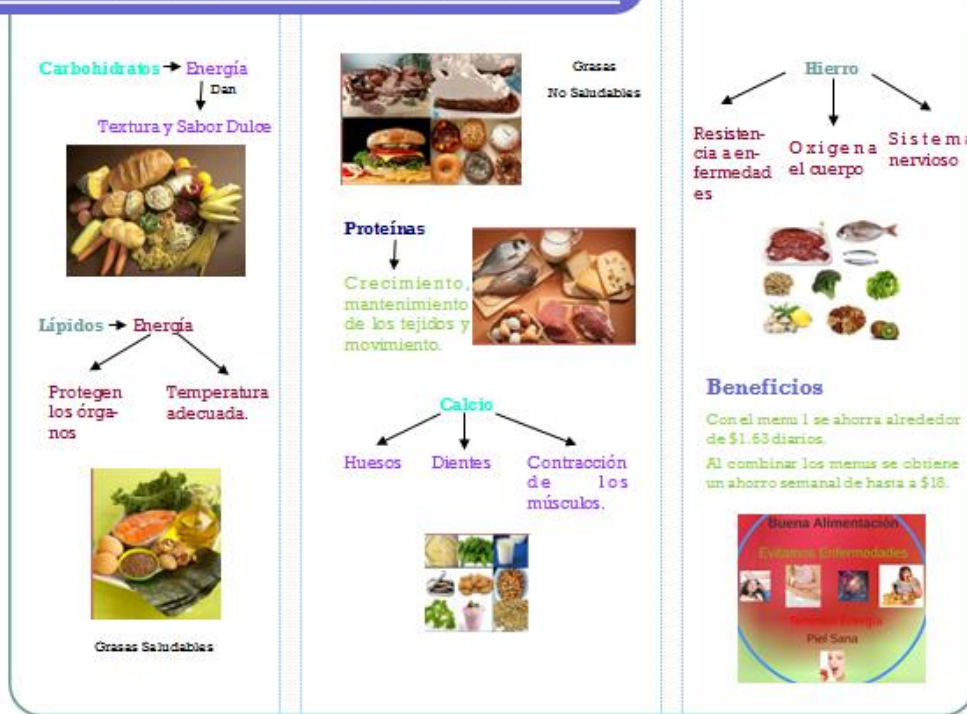 Carbohidratos → Energía
Dan
Textura y Sabor Dulce
Lípidos → Energía
Protegen
los órga-
nos
Temperatura
adecuada.
Grasas Saludables
Grasas
No Saludables
Proteínas
Crecimiento,
mantenimiento
de los tejidos y
movimiento.
Calcio
Huesos
Dientes
Contracción
de los
músculos.
Hierro
Resisten-
cia a en-
fermedad
es
Oxigena
el cuerpo
Sistema
nervioso
Beneficios
Con el menu 1 se ahorra alrededor
de $1.63 diarios.
Al combinar los menus se obtiene
un ahorro semanal de hasta a $18.
Buena Alimentación
Evitamos Enfermedades
Energía
Piel Sana